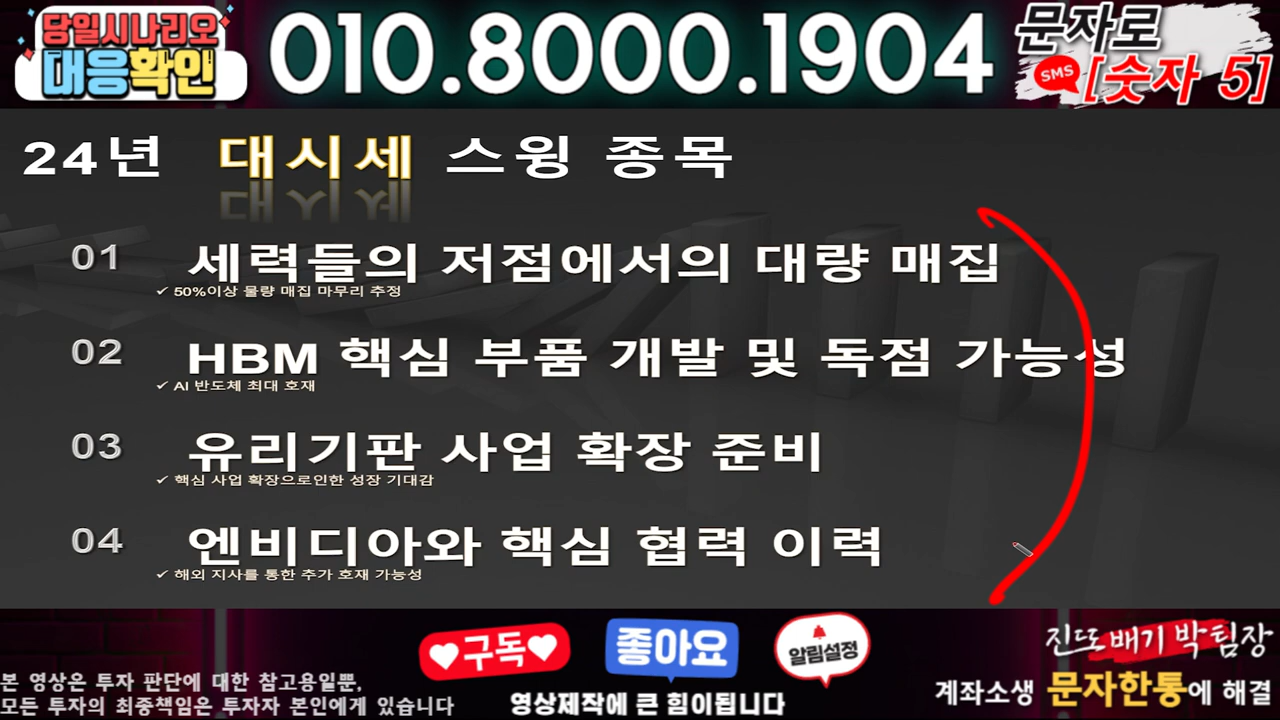 당일시나리오
대응확인
010.8000.1904
문자로
SMS
[숫자 5]
24년 대시세 스윙 종목
01 세력들의 저점에서의 대량 매집
✓ 50%이상 물량 매집 마무리 추정
02 HBM 핵심 부품 개발 및 독점 가능성
✓ AI 반도체 최대 호재
03 유리기판 사업 확장 준비
✓ 핵심 사업 확장으로인한 성장 기대감
04 엔비디아와 핵심 협력 이력
✓ 해외 지사를 통한 추가 호재 가능성
구독
좋아요
알림설정
진또배기 박팀장
본 영상은 투자 판단에 대한 참고용일뿐,
모든 투자의 최종책임은 투자자 본인에게 있습니다
영상제작에 큰 힘이됩니다
계좌소생 문자한통에 해결